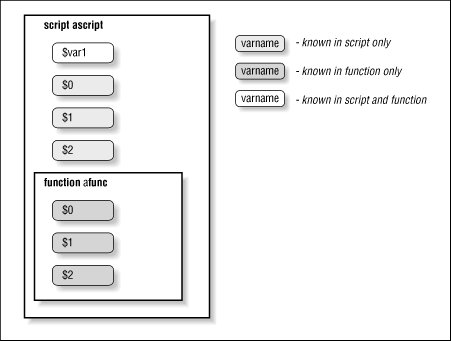 script ascript
$var1
$0
$1
$2
function afunc
$0
$1
$2
varname - known in script only
varname - known in function only
varname - known in script and function